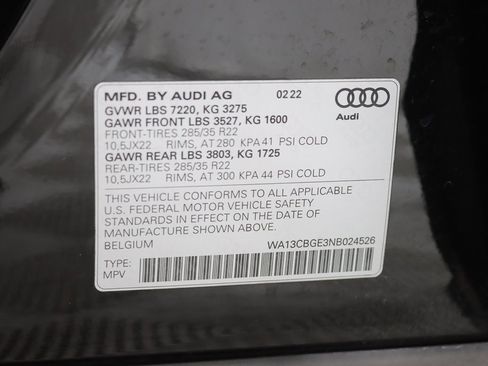 MFD. BY AUDI AG 02/22
GVWR LBS 7220, KG 3275
GAWR FRONT LBS 3527, KG 1600
FRONT-TIRES 285/35 R22
10,5JX22 RIMS, AT 280 KPA 41 PSI COLD
GAWR REAR LBS 3803, KG 1725
REAR-TIRES 285/35 R22
10,5JX22 RIMS, AT 300 KPA 44 PSI COLD
Audi
THIS VEHICLE CONFORMS TO ALL APPLICABLE
U.S. FEDERAL MOTOR VEHICLE SAFETY
STANDARDS IN EFFECT ON THE DATE OF
MANUFACTURE SHOWN ABOVE.
BELGIUM WA13CBGE3NB024526
TYPE:
MPV